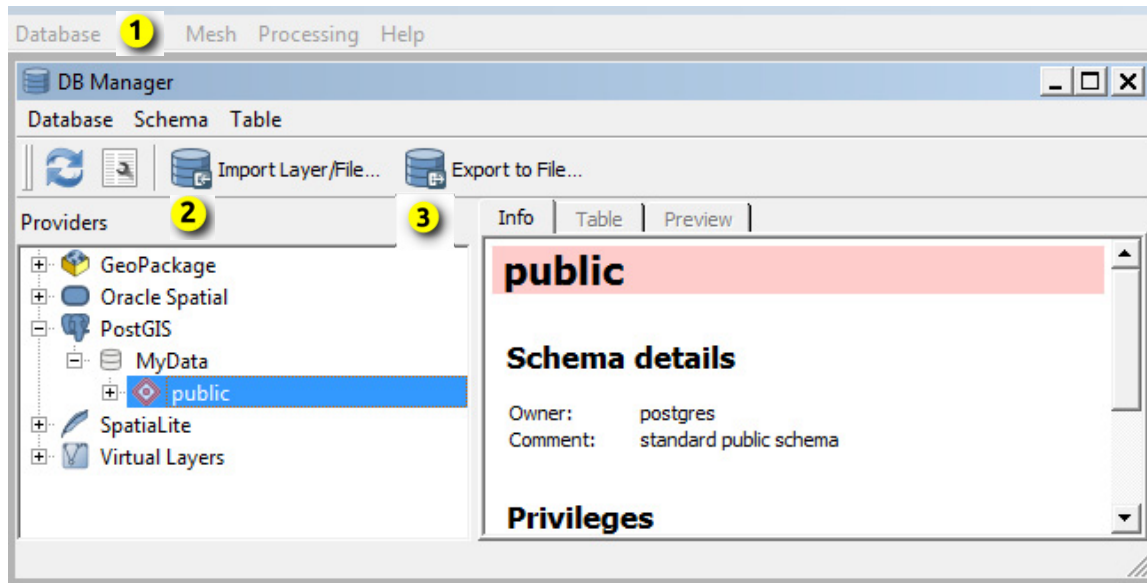 Database 1 Mesh Processing Help
DB Manager
Database Schema Table
Import Layer/File... Export to File...
2
3
Providers
Info Table Preview
GeoPackage
Oracle Spatial
PostGIS
MyData
public
SpatiaLite
Virtual Layers
public
Schema details
Owner: postgres
Comment: standard public schema
Privileges